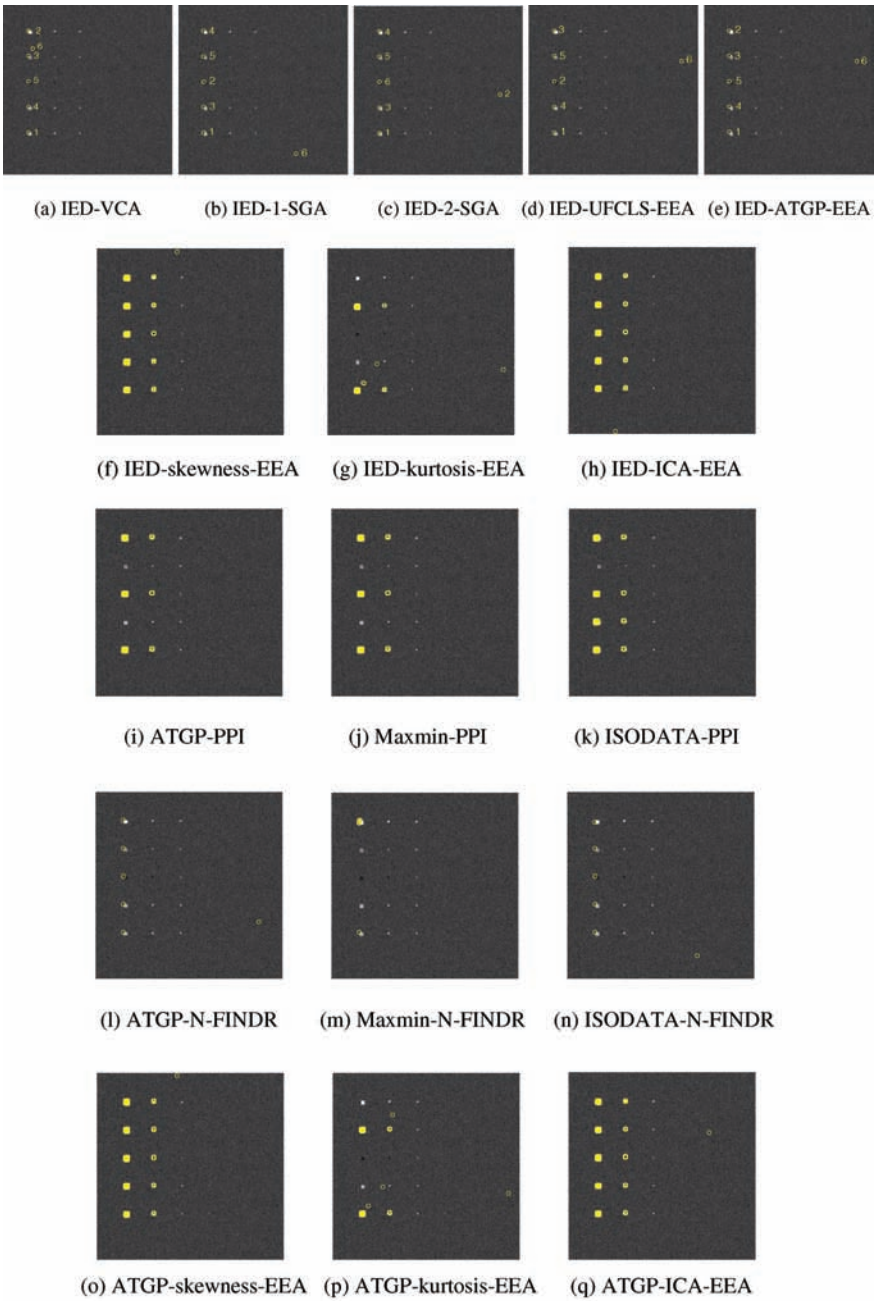 2 4 4 3 2
6
3 5 5 5 3
6 6
5 2 6 2 5
2
4 3 3 4 4
1 1 1 1 1
6
(a) IED-VCA (b) IED-1-SGA (c) IED-2-SGA (d) IED-UFCLS-EEA (e) IED-ATGP-EEA
(f) IED-skewness-EEA (g) IED-kurtosis-EEA (h) IED-ICA-EEA
(i) ATGP-PPI (j) Maxmin-PPI (k) ISODATA-PPI
(l) ATGP-N-FINDR (m) Maxmin-N-FINDR (n) ISODATA-N-FINDR
(o) ATGP-skewness-EEA (p) ATGP-kurtosis-EEA (q) ATGP-ICA-EEA